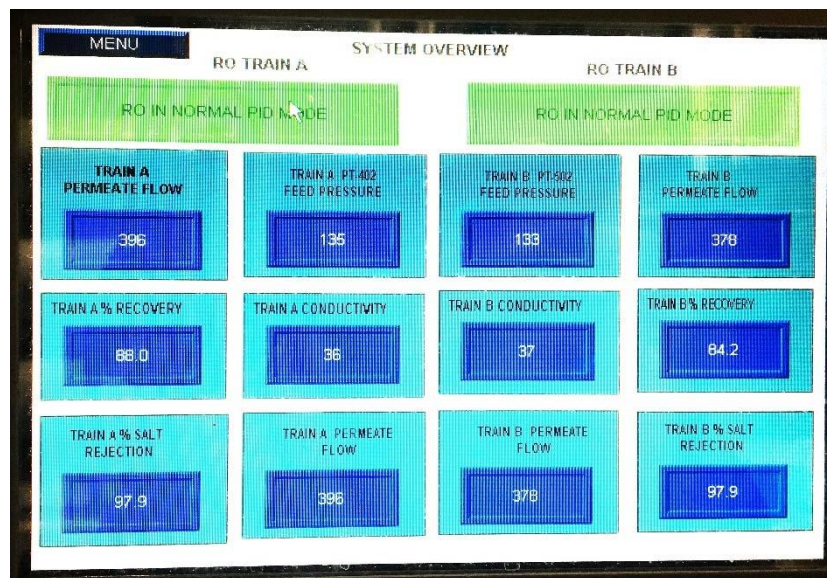 MENU
SYSTEM OVERVIEW
RO TRAIN A
RO TRAIN B
RO IN NORMAL PID MODE
RO IN NORMAL PID MODE
TRAIN A
PERMEATE FLOW
396
TRAIN A PT-402
FEED PRESSURE
135
TRAIN B PT-502
FEED PRESSURE
133
TRAIN B
PERMEATE FLOW
378
TRAIN A % RECOVERY
88.0
TRAIN A CONDUCTIVITY
36
TRAIN B CONDUCTIVITY
37
TRAIN B % RECOVERY
84.2
TRAIN A % SALT
REJECTION
97.9
TRAIN A PERMEATE
FLOW
396
TRAIN B PERMEATE
FLOW
378
TRAIN B % SALT
REJECTION
97.9